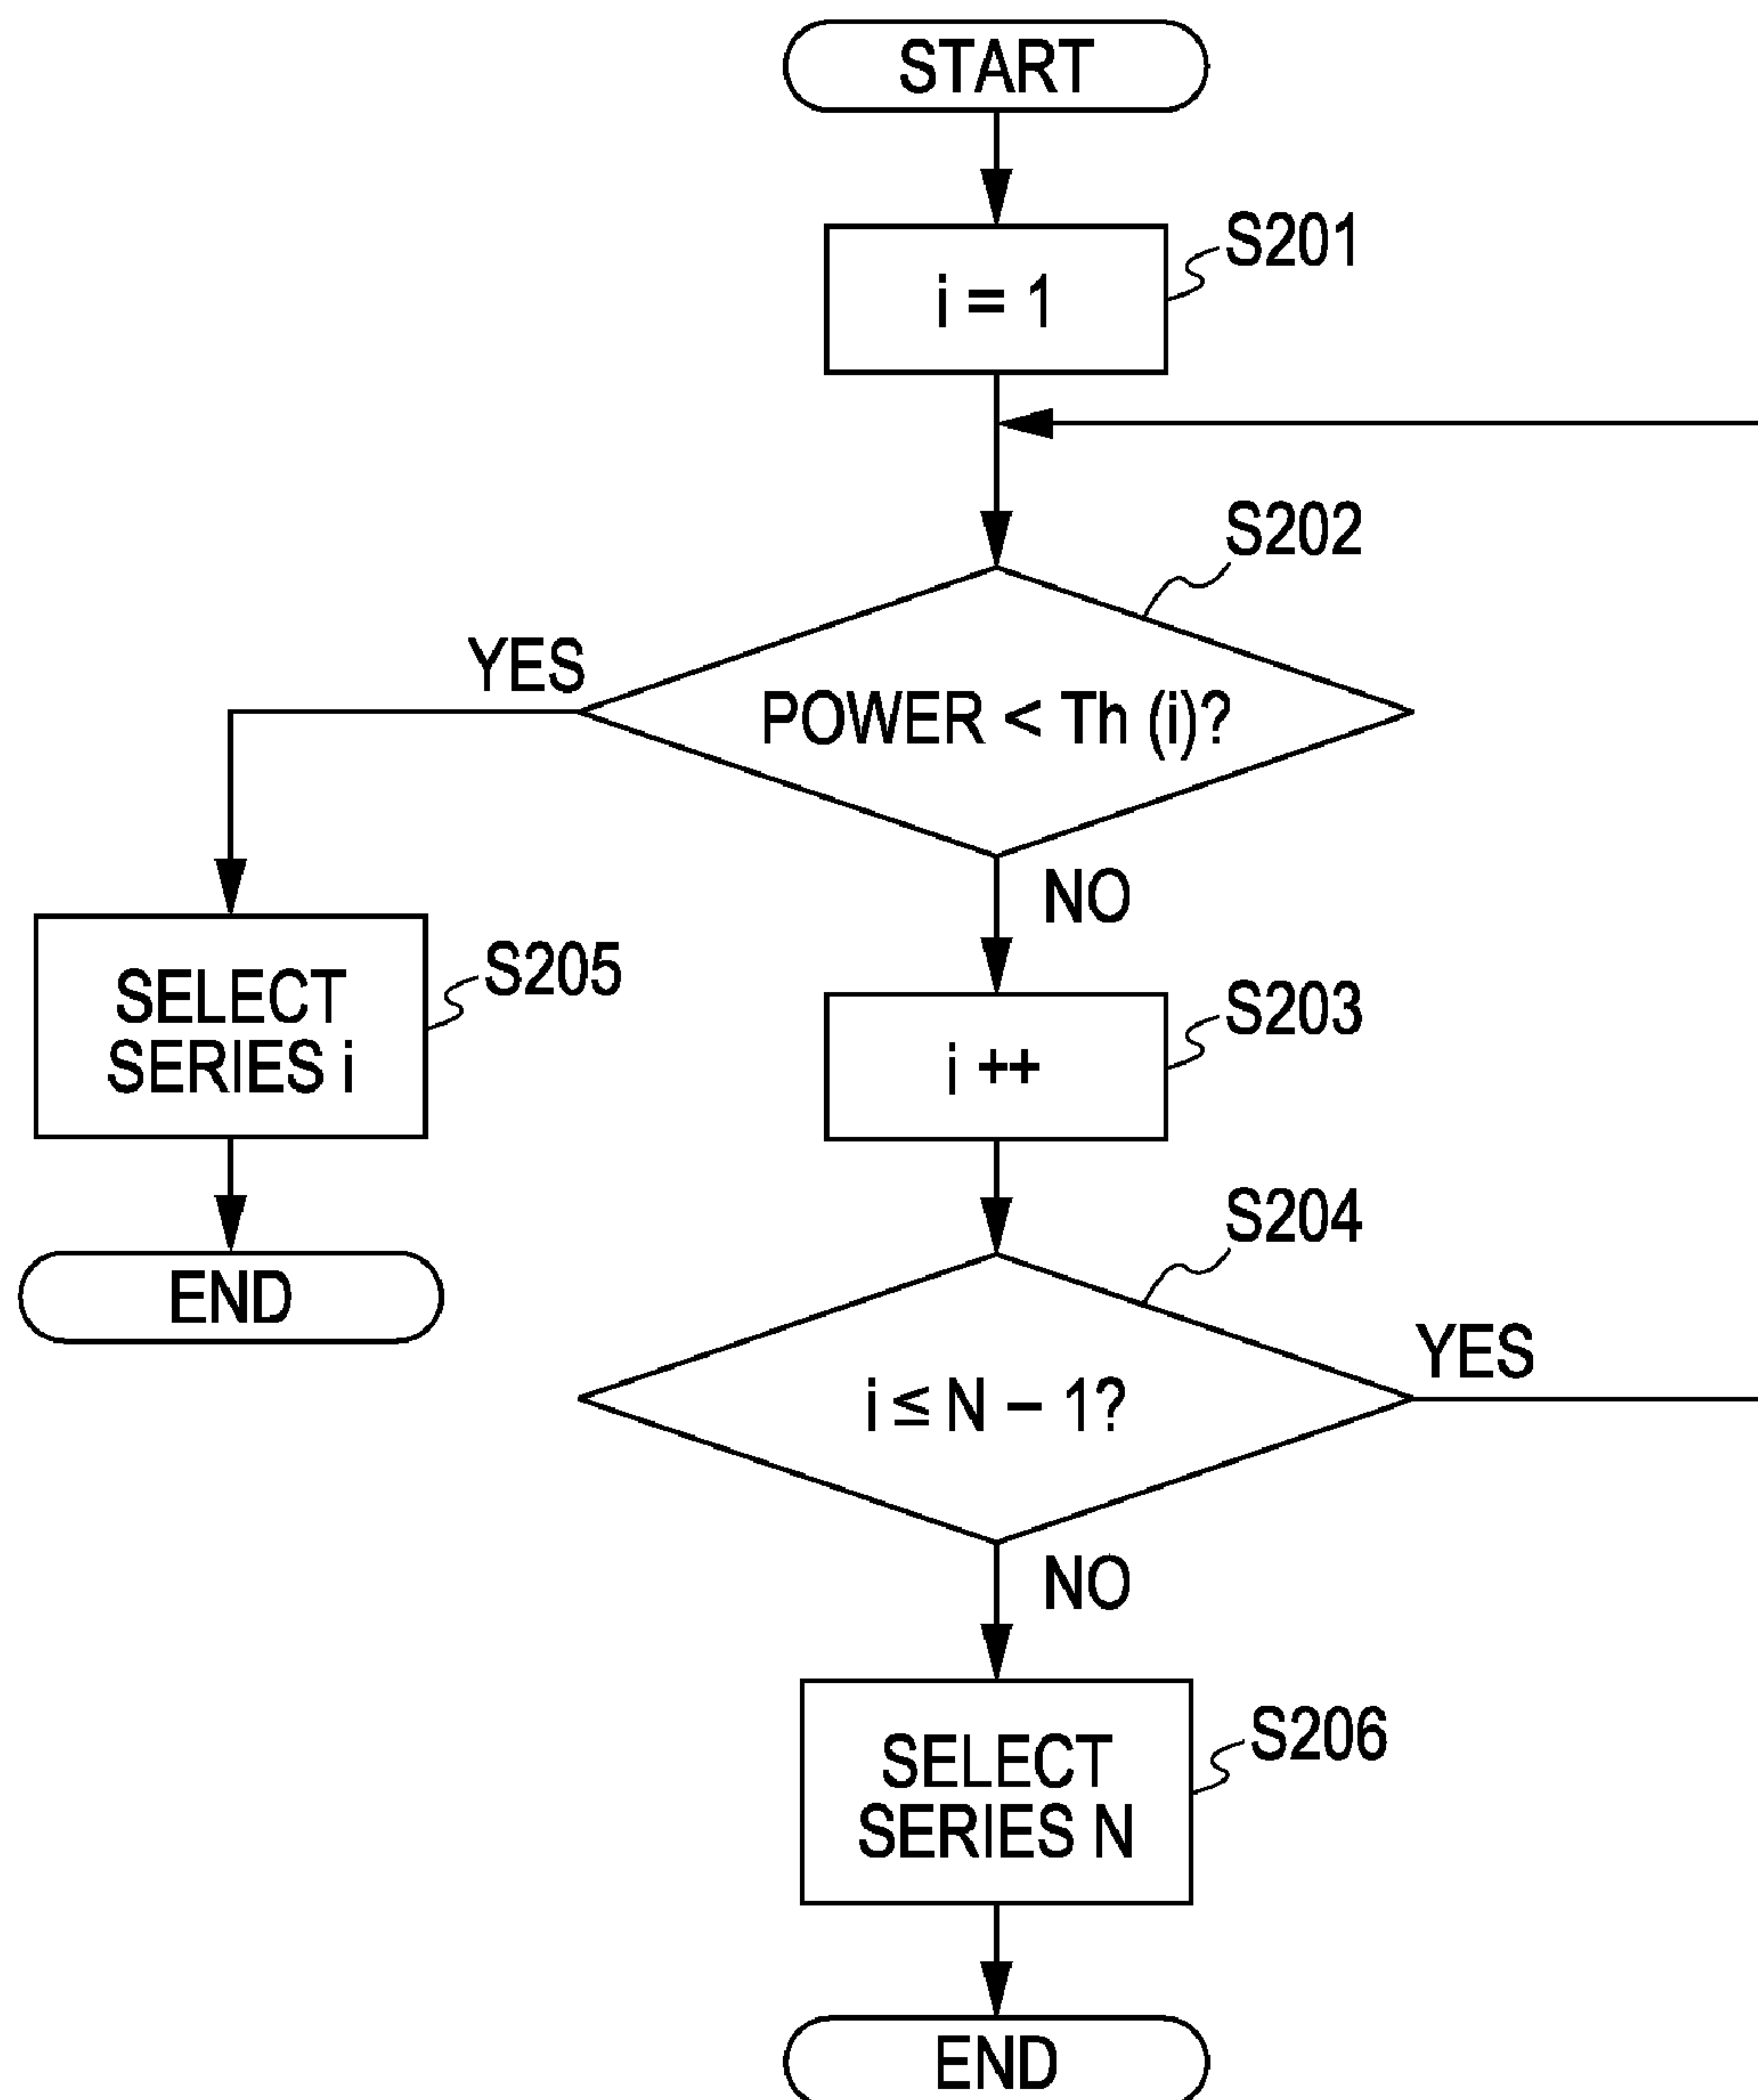 START
S201
i = 1
S202
YES
POWER < Th (i)?
NO
S205
SELECT
SERIES i
S203
i ++
END
S204
YES
i ≤ N – 1?
NO
S206
SELECT
SERIES N
END